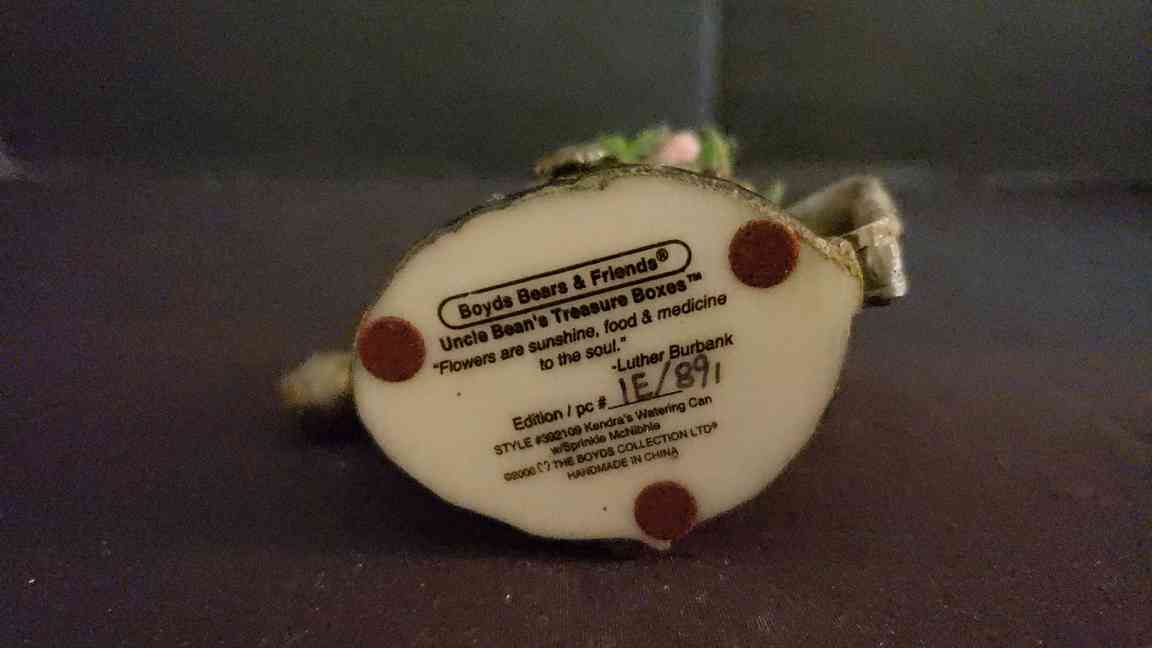 Boyds Bears & Friends®
Uncle Bean's Treasure Boxes™
"Flowers are sunshine, food & medicine
to the soul."
-Luther Burbank
Edition / pc # 1E/891
STYLE #392109 Kendra's Watering Can
w/Sprinkle McNibble
©2000 THE BOYDS COLLECTION LTD®
HANDMADE IN CHINA